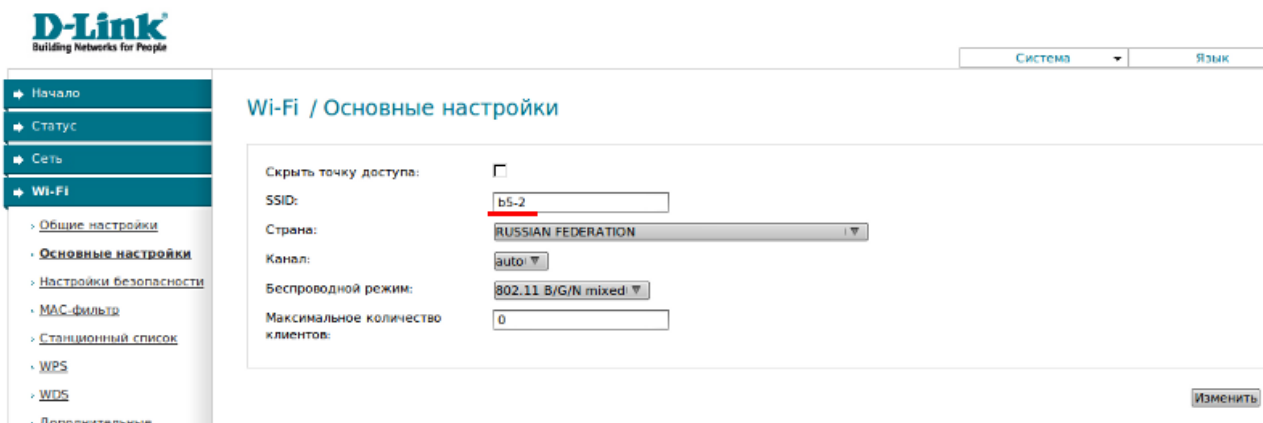 D-Link
Building Networks for People
Система
Язык
Начало
Статус
Сеть
Wi-Fi
Общие настройки
Основные настройки
Настройки безопасности
MAC-фильтр
Станционный список
WPS
WDS
Дополнительные
Wi-Fi / Основные настройки
Скрыть точку доступа:
SSID: b5-2
Страна: RUSSIAN FEDERATION
Канал: auto
Беспроводной режим: 802.11 B/G/N mixed
Максимальное количество 0
клиентов:
Изменить